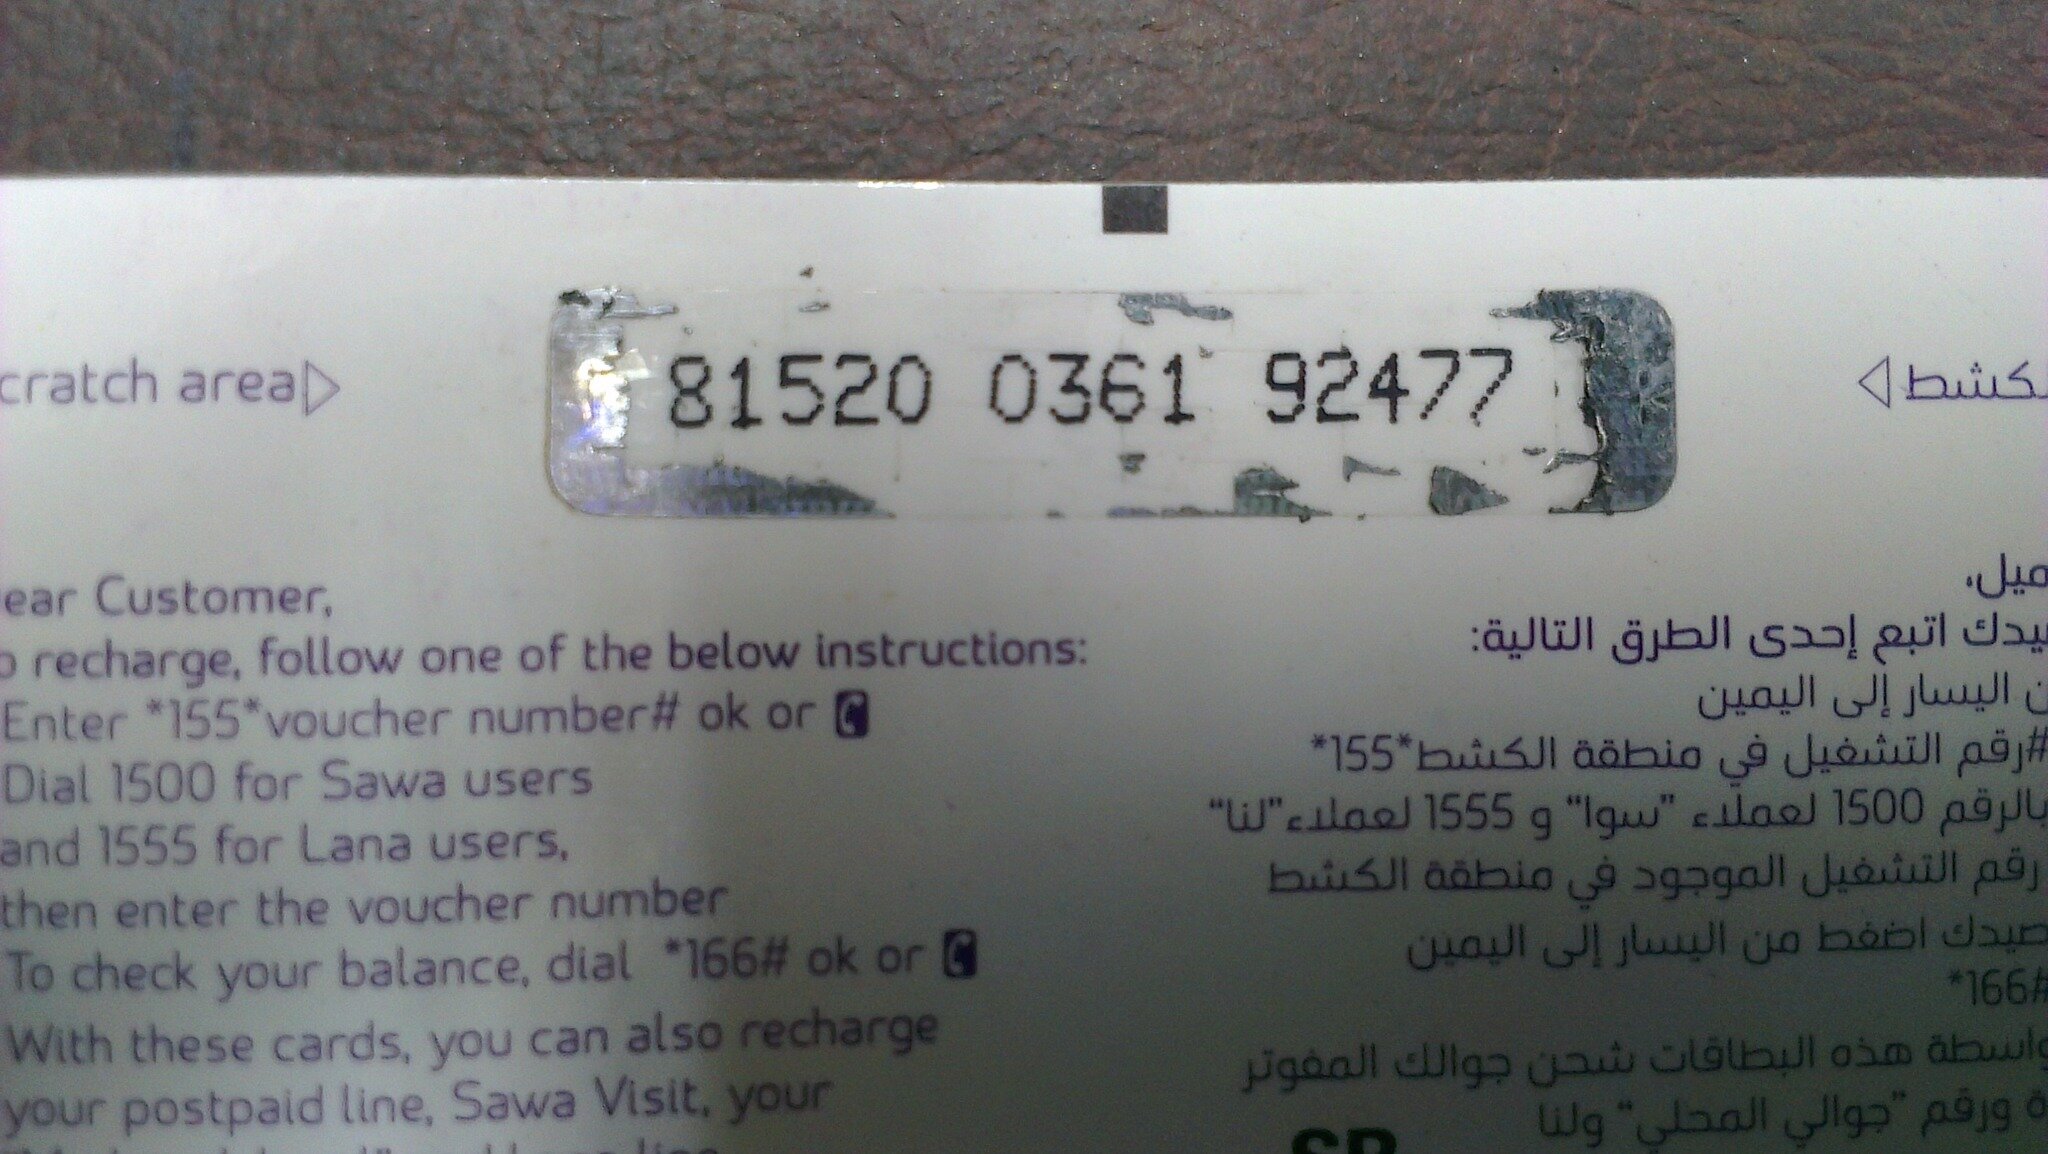 cratch area
81520 0361 92477
كشط
ear Customer,
o recharge, follow one of the below instructions:
Enter *155*voucher number# ok or
Dial 1500 for Sawa users
and 1555 for Lana users,
then enter the voucher number
To check your balance, dial *166# ok or
With these cards, you can also recharge
your postpaid line, Sawa Visit, your
ميل،
يدك اتبع إحدى الطرق التالية:
ن اليسار إلى اليمين
*155*رقم التشغيل في منطقة الكشط#
بالرقم 1500 لعملاء "سوا" و 1555 لعملاء "لنا"
رقم التشغيل الموجود في منطقة الكشط
صيدك اضغط من اليسار إلى اليمين
*166#
واسطة هذه البطاقات شحن جوالك المفوتر
ة ورقم "جوالي المحلي" ولنا
SR